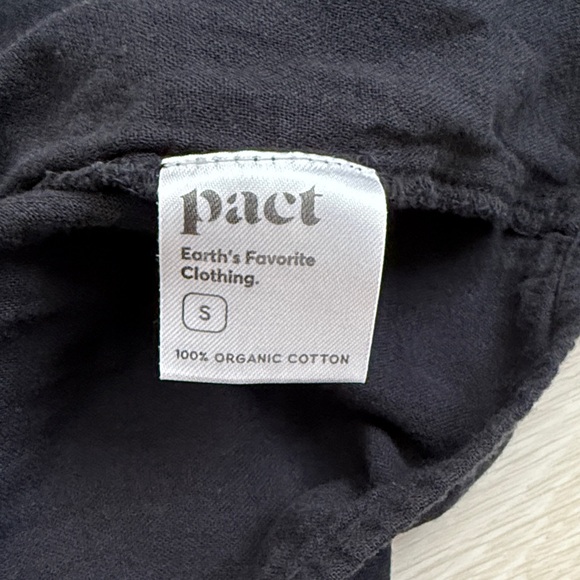 pact
Earth's Favorite
Clothing.
S
100% ORGANIC COTTON